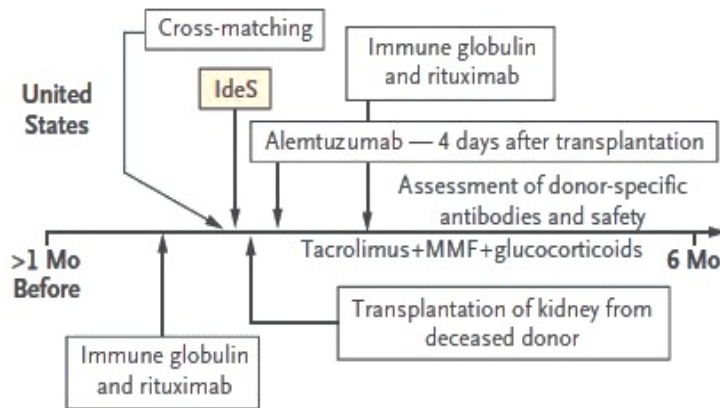 Cross-matching
Immune globulin
and rituximab
United
States
IdeS
Alemtuzumab — 4 days after transplantation
Assessment of donor-specific
antibodies and safety
>1 Mo
Before
Tacrolimus+MMF+glucocorticoids
6 Mo
Immune globulin
and rituximab
Transplantation of kidney from
deceased donor